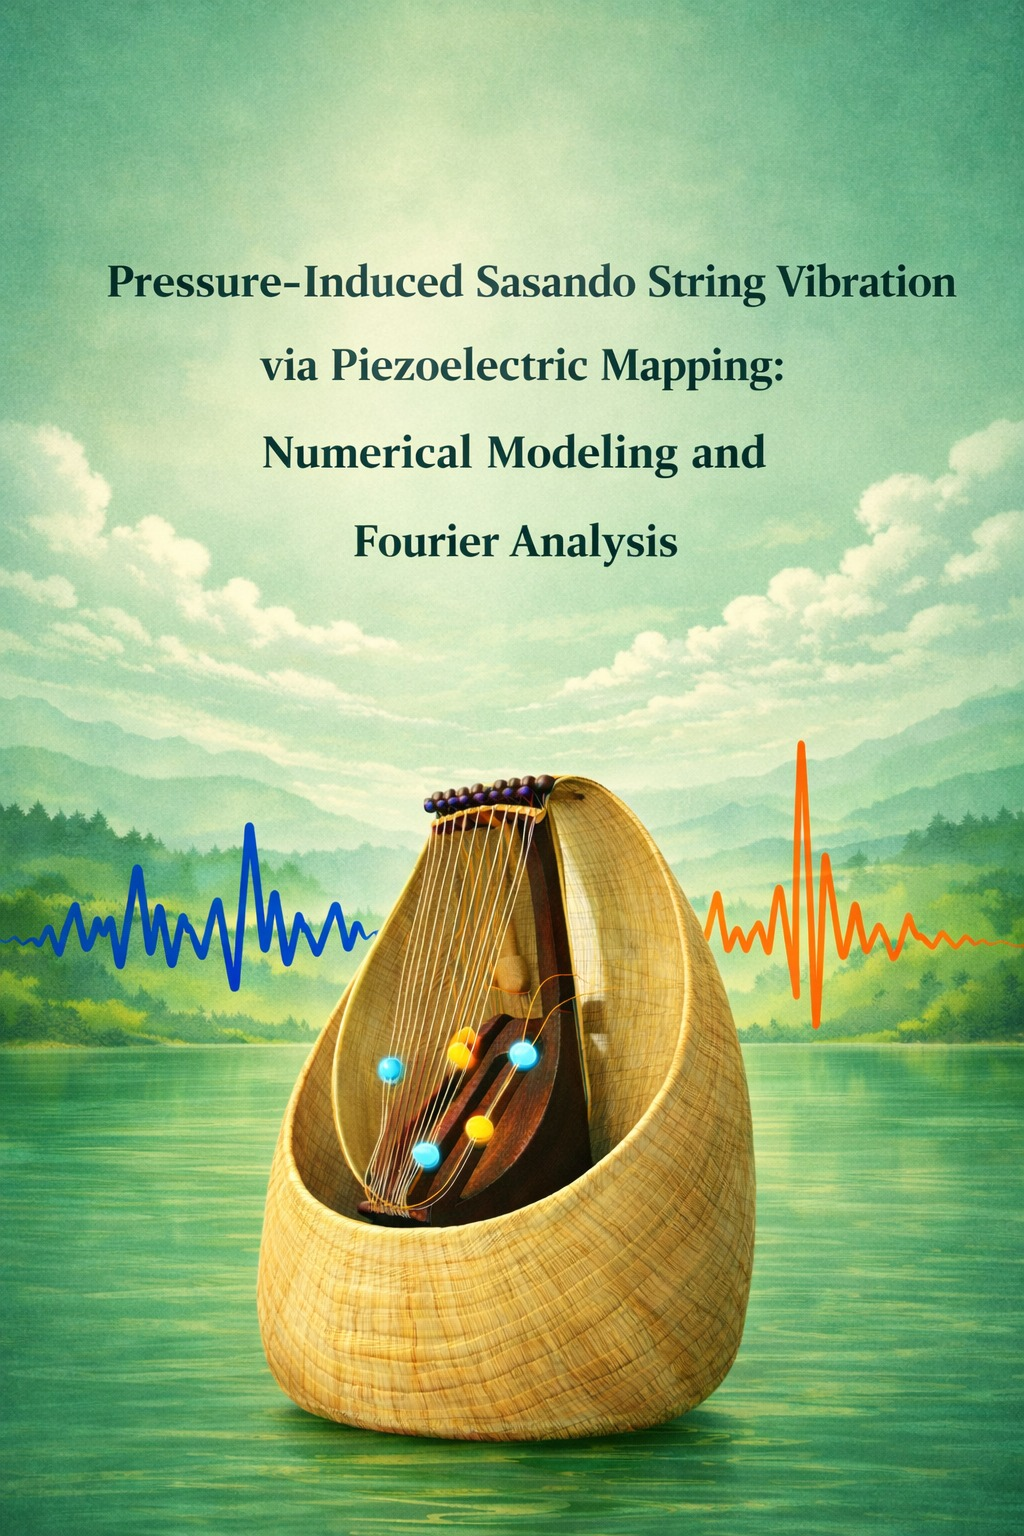 Pressure-Induced Sasando String Vibration
via Piezoelectric Mapping:
Numerical Modeling and
Fourier Analysis